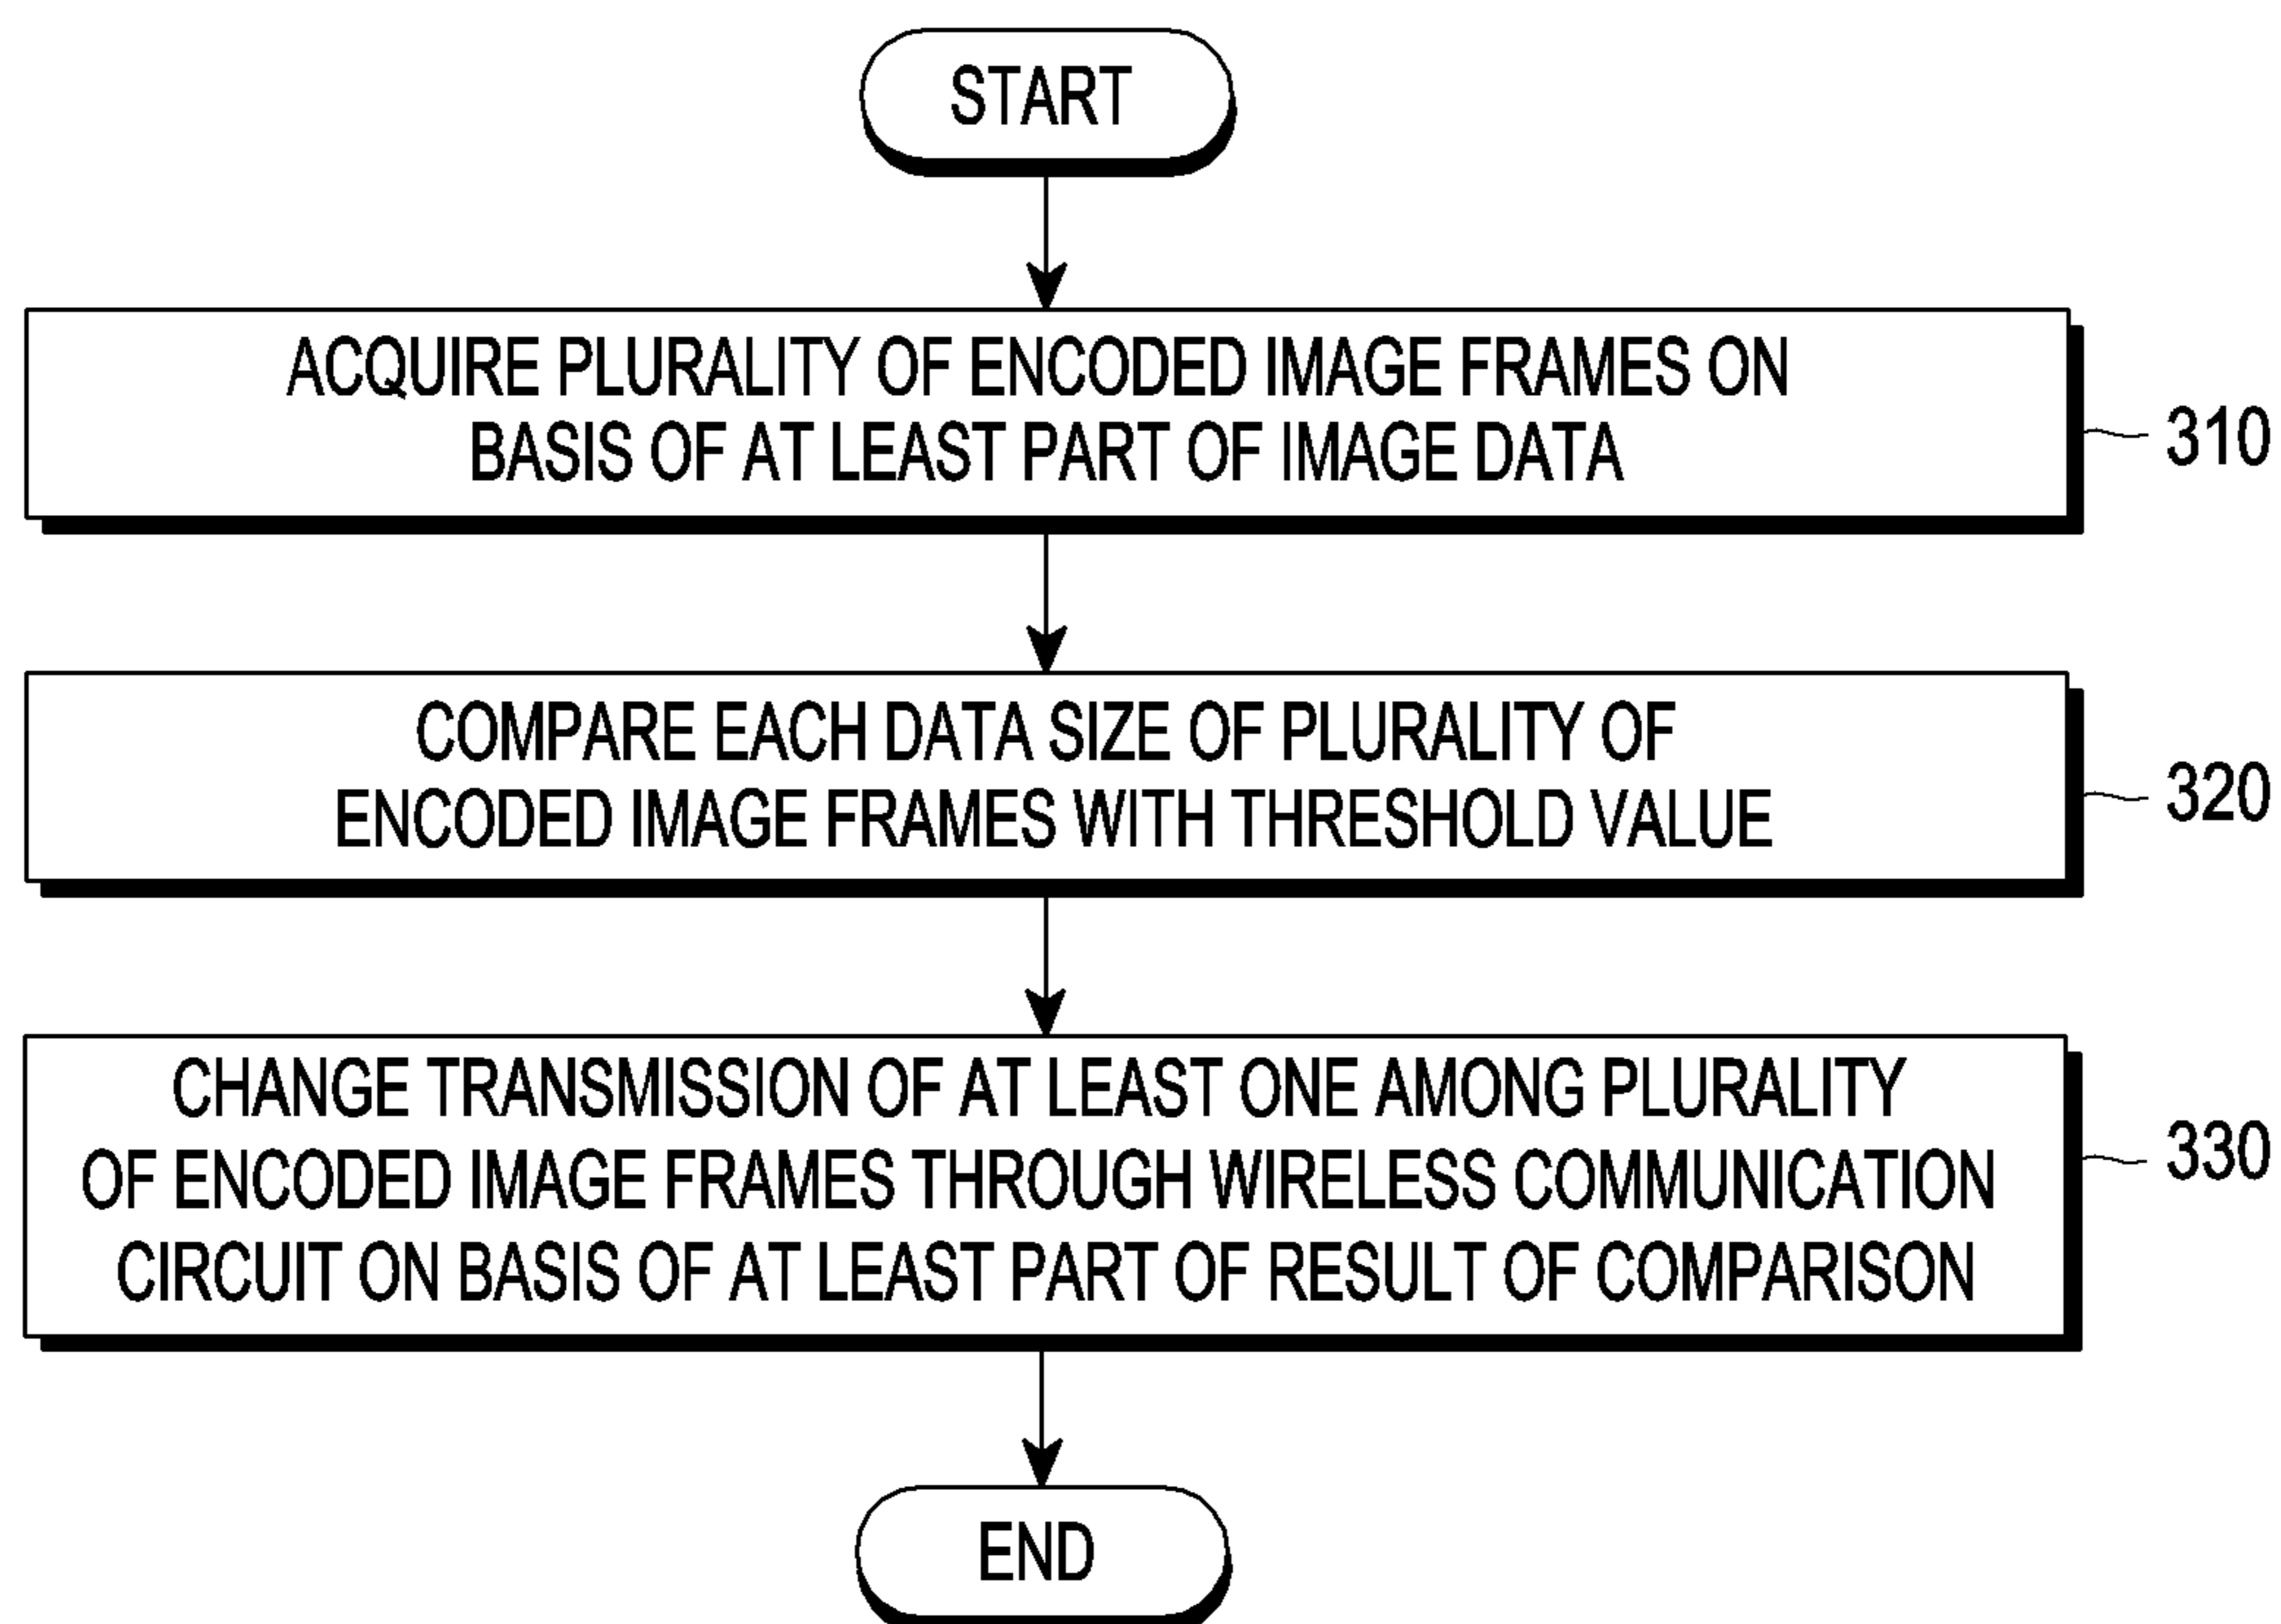 START
ACQUIRE PLURALITY OF ENCODED IMAGE FRAMES ON
BASIS OF AT LEAST PART OF IMAGE DATA
310
COMPARE EACH DATA SIZE OF PLURALITY OF
ENCODED IMAGE FRAMES WITH THRESHOLD VALUE
320
CHANGE TRANSMISSION OF AT LEAST ONE AMONG PLURALITY
OF ENCODED IMAGE FRAMES THROUGH WIRELESS COMMUNICATION
CIRCUIT ON BASIS OF AT LEAST PART OF RESULT OF COMPARISON
330
END